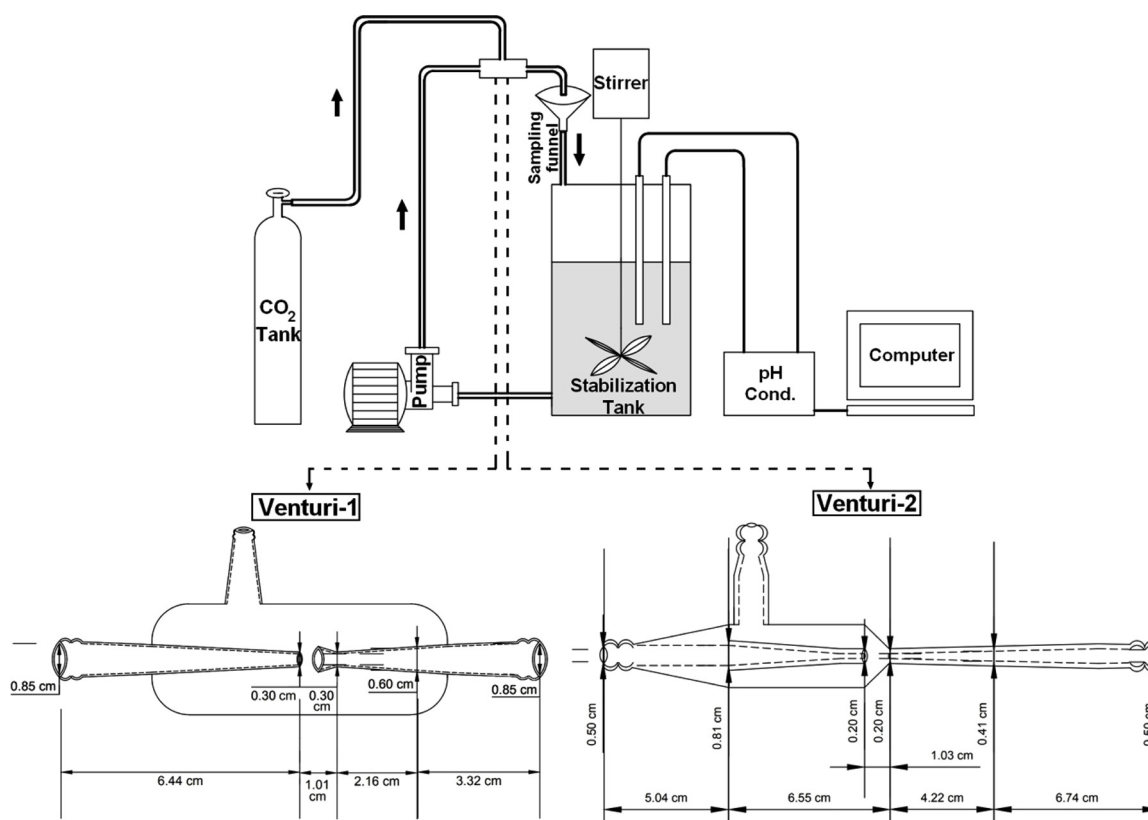 Stirrer
Sampling
funnel
CO2
Tank
Pump
Stabilization
Tank
pH
Cond.
Computer
Venturi-1
Venturi-2
0.85 cm
0.30 cm
0.30
cm
0.60 cm
0.85 cm
6.44 cm
1.01
cm
2.16 cm
3.32 cm
0.50 cm
0.81 cm
0.20 cm
0.20 cm
0.41 cm
1.03 cm
5.04 cm
6.55 cm
4.22 cm
6.74 cm